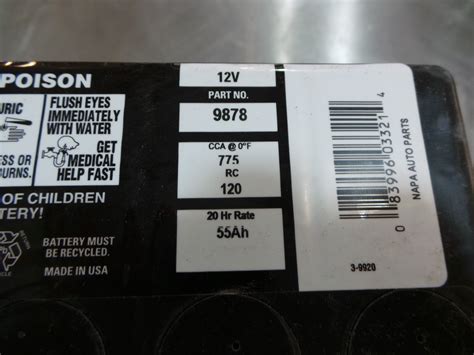 POISON
URIC
FLUSH EYES
IMMEDIATELY
WITH WATER
GET
MEDICAL
HELP FAST
ESS OR
URNS.
OF CHILDREN
TERY!
BATTERY MUST
BE RECYCLED.
MADE IN USA
12V
PART NO.
9878
CCA @ 0°F
775
RC
120
20 Hr Rate
55Ah
0 83996 03321 4
NAPA AUTO PARTS
3-9920